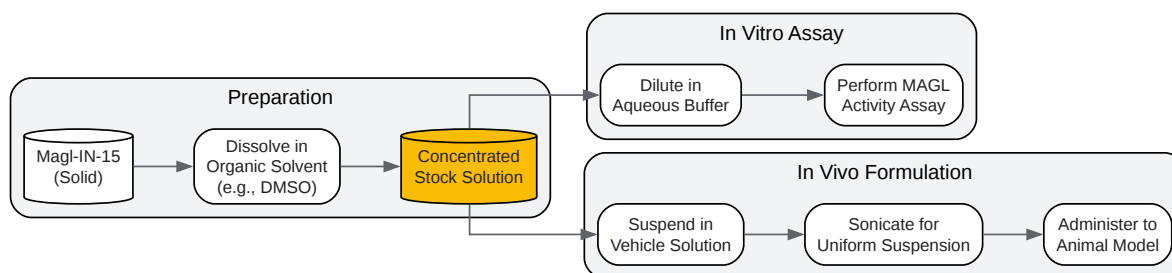 Preparation
Magl-IN-15
(Solid)
Dissolve in
Organic Solvent
(e.g., DMSO)
Concentrated
Stock Solution
In Vitro Assay
Dilute in
Aqueous Buffer
Perform MAGL
Activity Assay
In Vivo Formulation
Suspend in
Vehicle Solution
Sonicate for
Uniform Suspension
Administer to
Animal Model